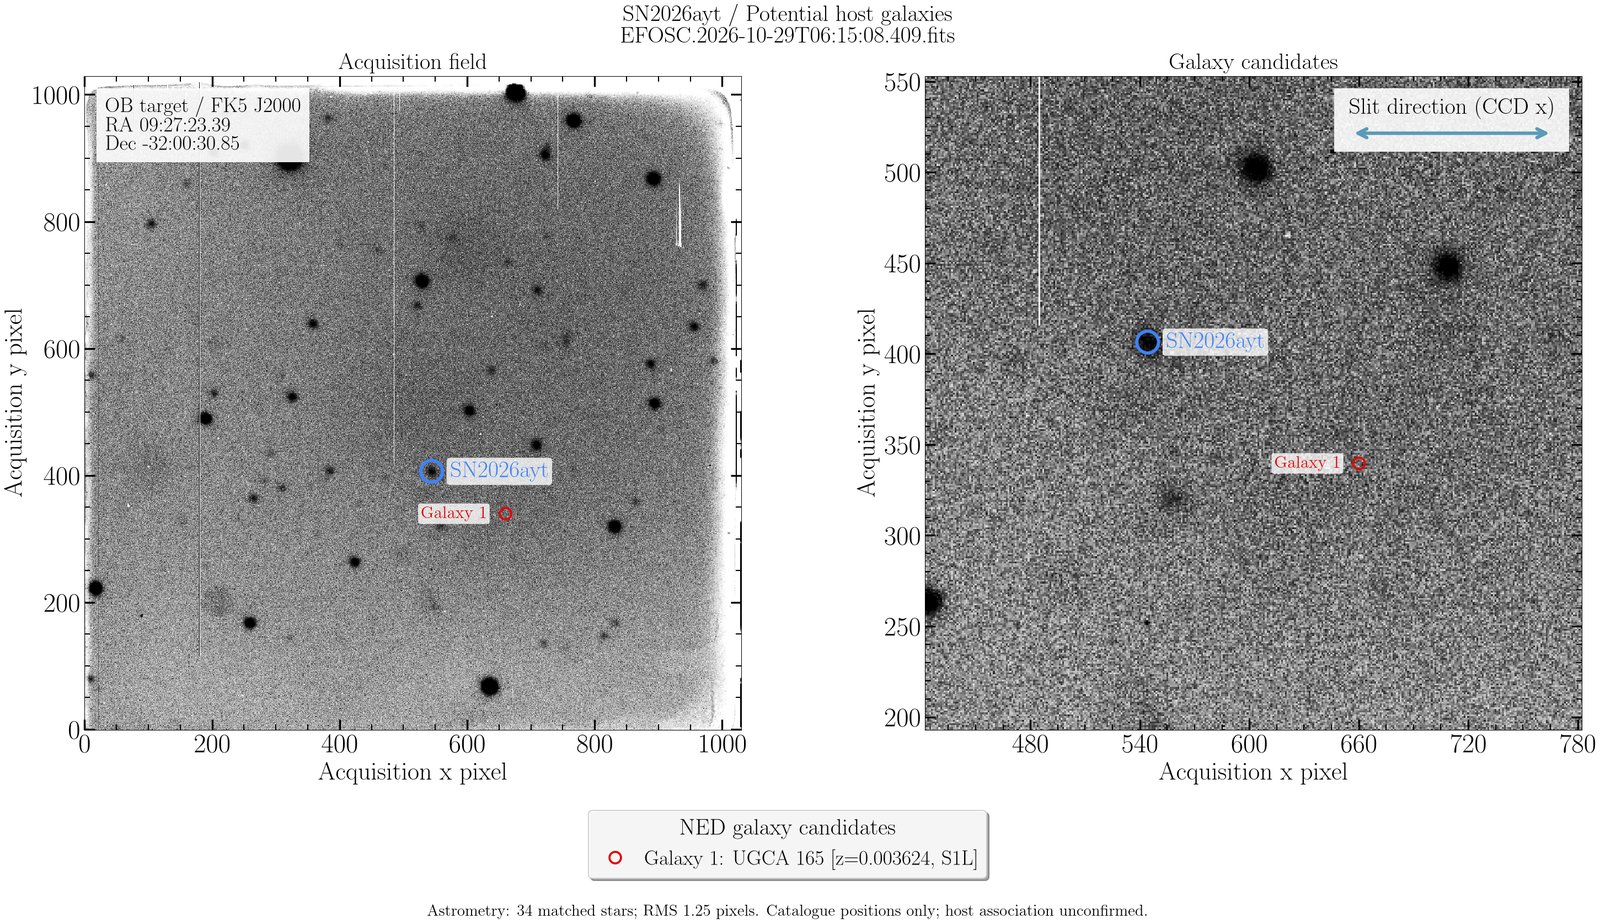 SN2026ayt / Potential host galaxies
EFOSC.2026-10-29T06:15:08.409.fits
Acquisition field
OB target / FK5 J2000
RA 09:27:23.39
Dec -32:00:30.85
SN2026ayt
Galaxy 1
1000
800
600
400
200
0
0 200 400 600 800 1000
Acquisition y pixel
Acquisition x pixel
Galaxy candidates
Slit direction (CCD x)
SN2026ayt
Galaxy 1
550
500
450
400
350
300
250
200
480 540 600 660 720 780
Acquisition y pixel
Acquisition x pixel
NED galaxy candidates
Galaxy 1: UGCA 165 [z=0.003624, S1L]
Astrometry: 34 matched stars; RMS 1.25 pixels. Catalogue positions only; host association unconfirmed.